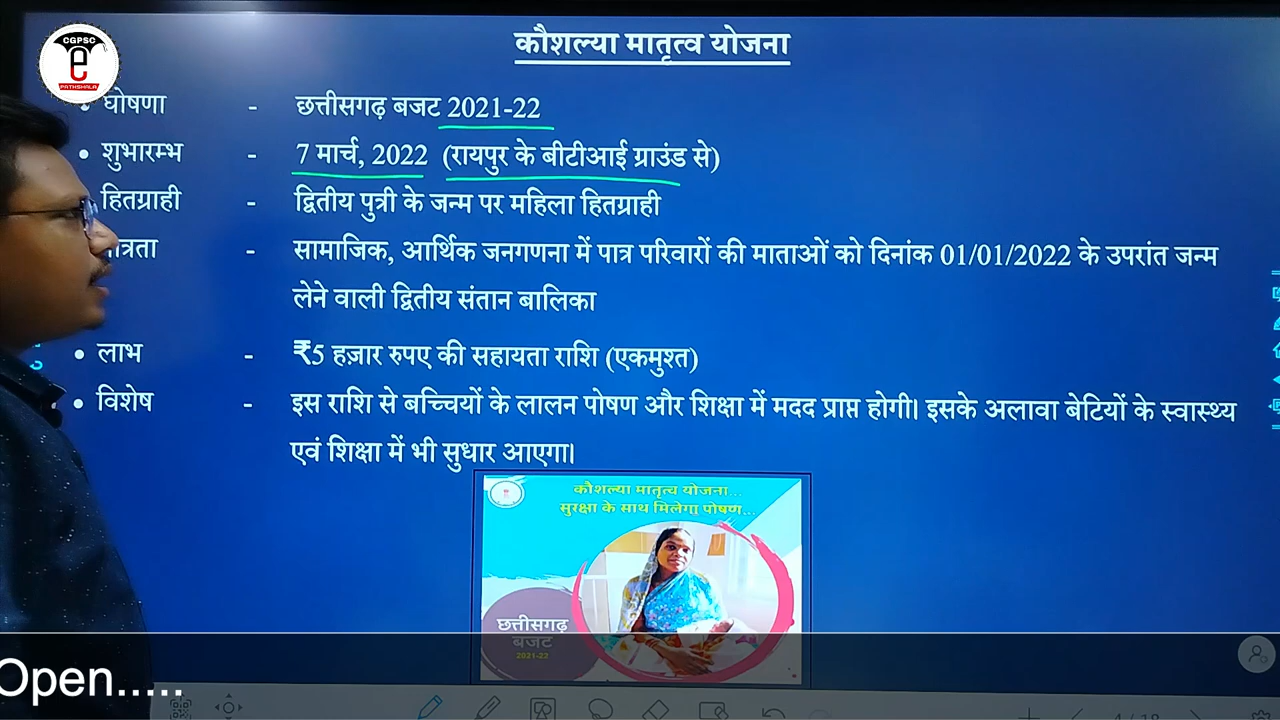 CGPSC
e
PATHSHALA
कौशल्या मातृत्व योजना
• घोषणा - छत्तीसगढ़ बजट 2021-22
• शुभारम्भ - 7 मार्च, 2022 (रायपुर के बीटीआई ग्राउंड से)
हितग्राही - द्वितीय पुत्री के जन्म पर महिला हितग्राही
ात्रता - सामाजिक, आर्थिक जनगणना में पात्र परिवारों की माताओं को दिनांक 01/01/2022 के उपरांत जन्म
लेने वाली द्वितीय संतान बालिका
• लाभ - ₹5 हज़ार रुपए की सहायता राशि (एकमुश्त)
• विशेष - इस राशि से बच्चियों के लालन पोषण और शिक्षा में मदद प्राप्त होगी। इसके अलावा बेटियों के स्वास्थ्य
एवं शिक्षा में भी सुधार आएगा।
कौशल्या मातृत्व योजना...
सुरक्षा के साथ मिलेगा पोषण...
छत्तीसगढ़
बजट
2021-22
Open.....